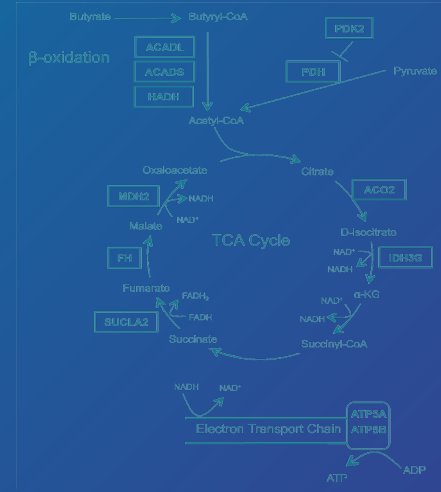 Butyrate
Butyryl-CoA
PDK2
β-oxidation
ACADL
ACADS
HADH
PDH
Pyruvate
Acetyl-CoA
Oxaloacetate
Citrate
MDH2
NADH
NAD⁺
ACO2
Malate
TCA Cycle
D-isocitrate
NAD⁺
NADH
IDH3G
FH
Fumarate
α-KG
FADH₂
FADH
NAD⁺
NADH
SUCLA2
Succinate
Succinyl-CoA
NADH
NAD⁺
Electron Transport Chain
ATP5A
ATP5B
ATP
ADP